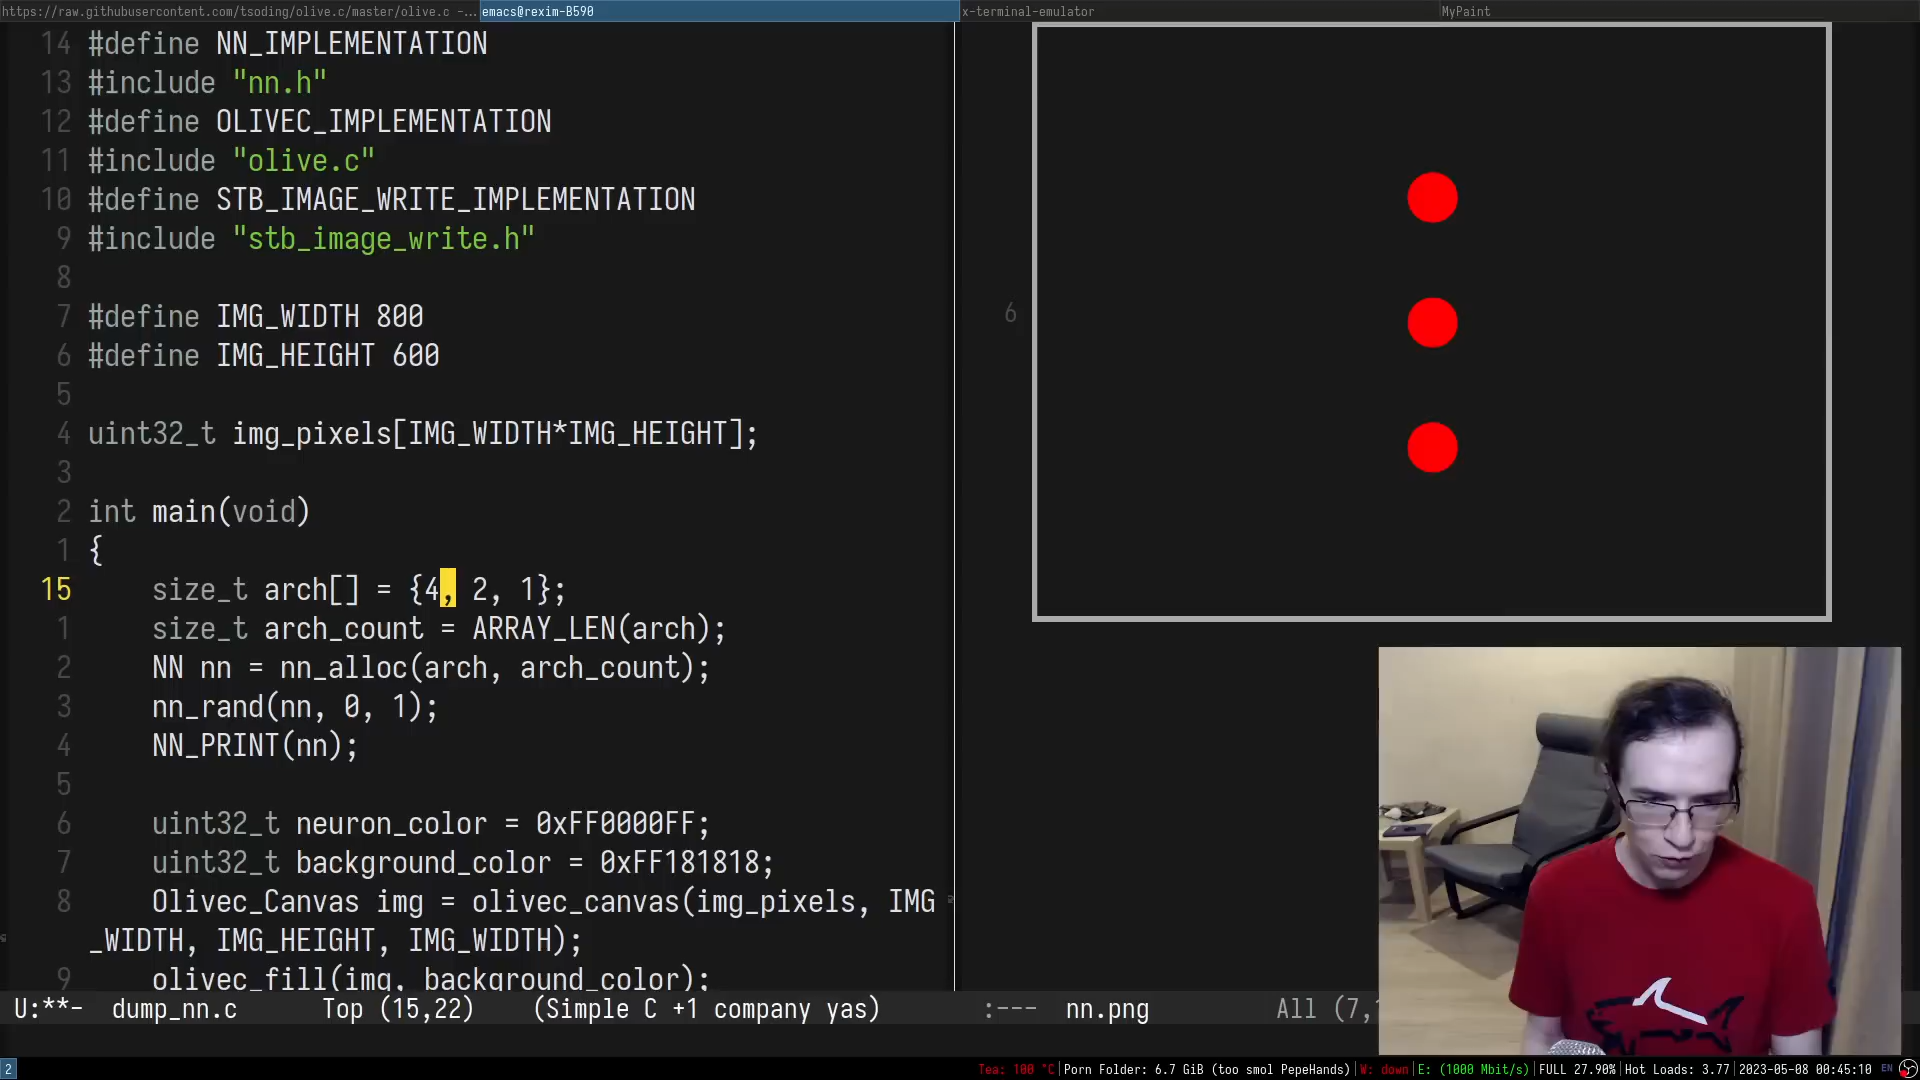 https://raw.githubusercontent.com/tsoding/olive.c/master/olive.c -...
emacs@rexim-B590
x-terminal-emulator
MyPaint
14 #define NN_IMPLEMENTATION
13 #include "nn.h"
12 #define OLIVEC_IMPLEMENTATION
11 #include "olive.c"
10 #define STB_IMAGE_WRITE_IMPLEMENTATION
9 #include "stb_image_write.h"
8
7 #define IMG_WIDTH 800
6 #define IMG_HEIGHT 600
5
4 uint32_t img_pixels[IMG_WIDTH*IMG_HEIGHT];
3
2 int main(void)
1 {
15 size_t arch[] = {4, 2, 1};
1 size_t arch_count = ARRAY_LEN(arch);
2 NN nn = nn_alloc(arch, arch_count);
3 nn_rand(nn, 0, 1);
4 NN_PRINT(nn);
5
6 uint32_t neuron_color = 0xFF0000FF;
7 uint32_t background_color = 0xFF181818;
8 Olivec_Canvas img = olivec_canvas(img_pixels, IMG
_WIDTH, IMG_HEIGHT, IMG_WIDTH);
9 olivec_fill(img, background_color);
U:**- dump_nn.c Top (15,22) (Simple C +1 company yas)
6
:--- nn.png All (7,
2
Tea: 100 °C|Porn Folder: 6.7 GiB (too smol PepeHands)|W: down|E: (1000 Mbit/s)|FULL 27.90%|Hot Loads: 3.77|2023-05-08 00:45:10 EN